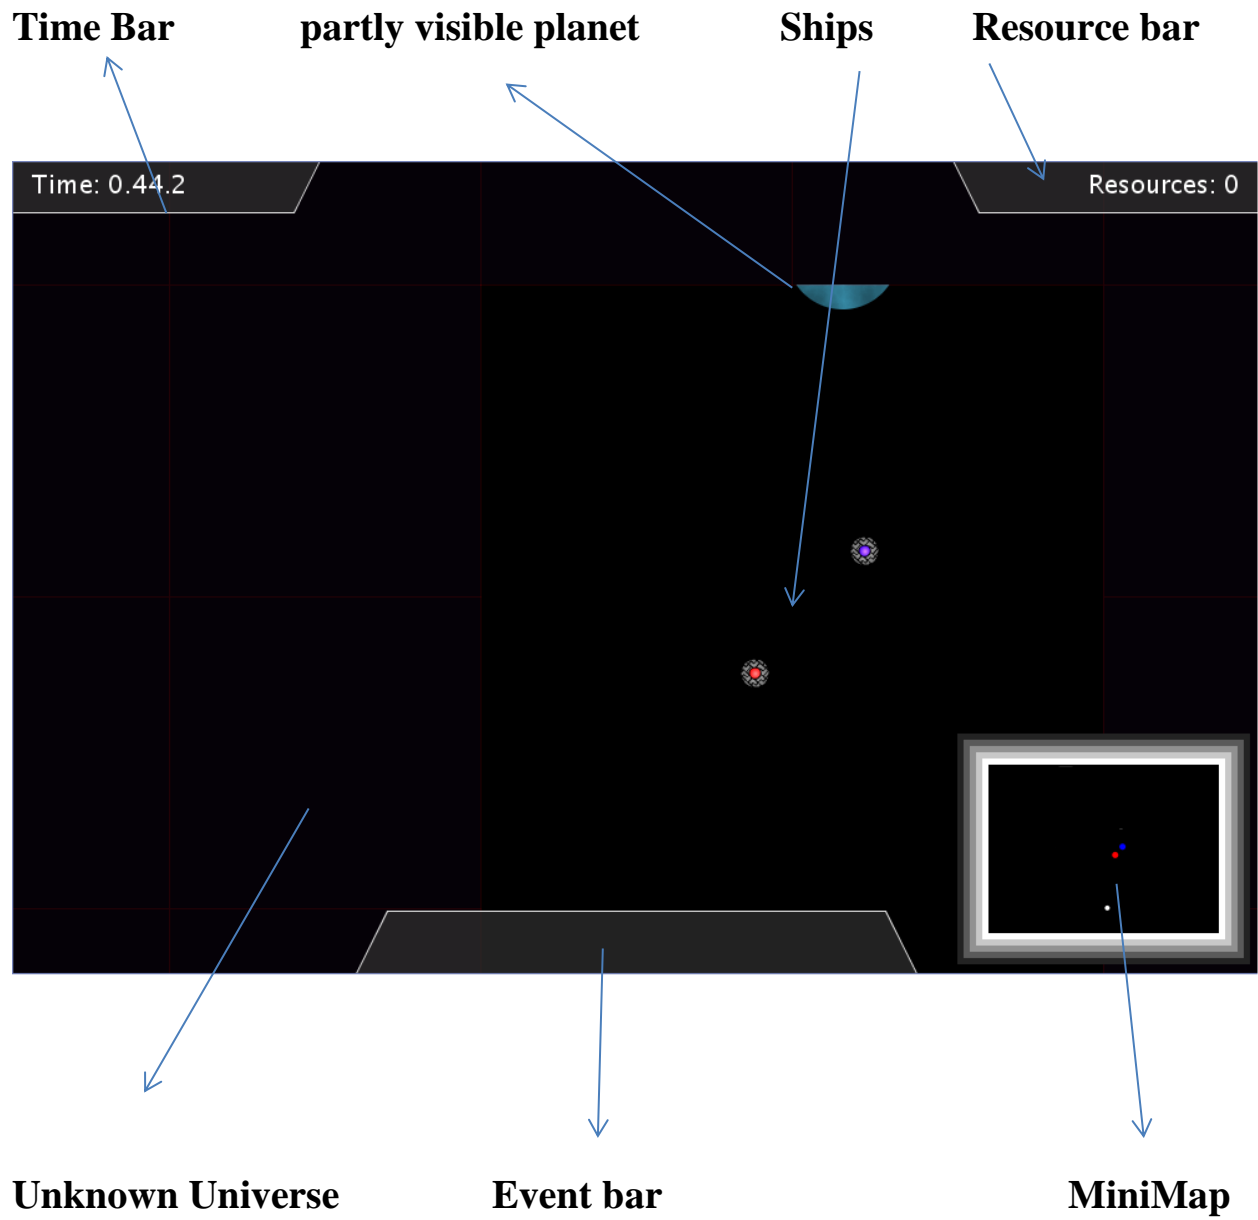 Time Bar partly visible planet Ships Resource bar
Time: 0.44.2 Resources: 0
Unknown Universe Event bar MiniMap